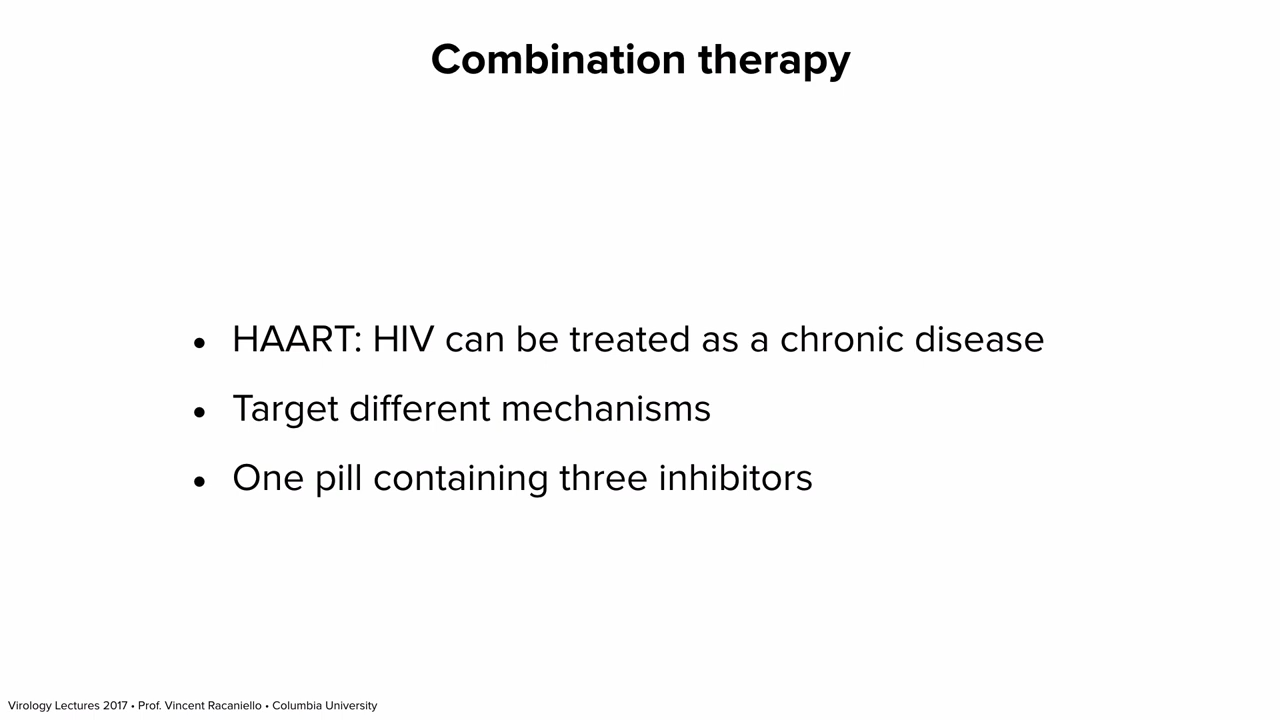 Combination therapy
• HAART: HIV can be treated as a chronic disease
• Target different mechanisms
• One pill containing three inhibitors
Virology Lectures 2017 • Prof. Vincent Racaniello • Columbia University